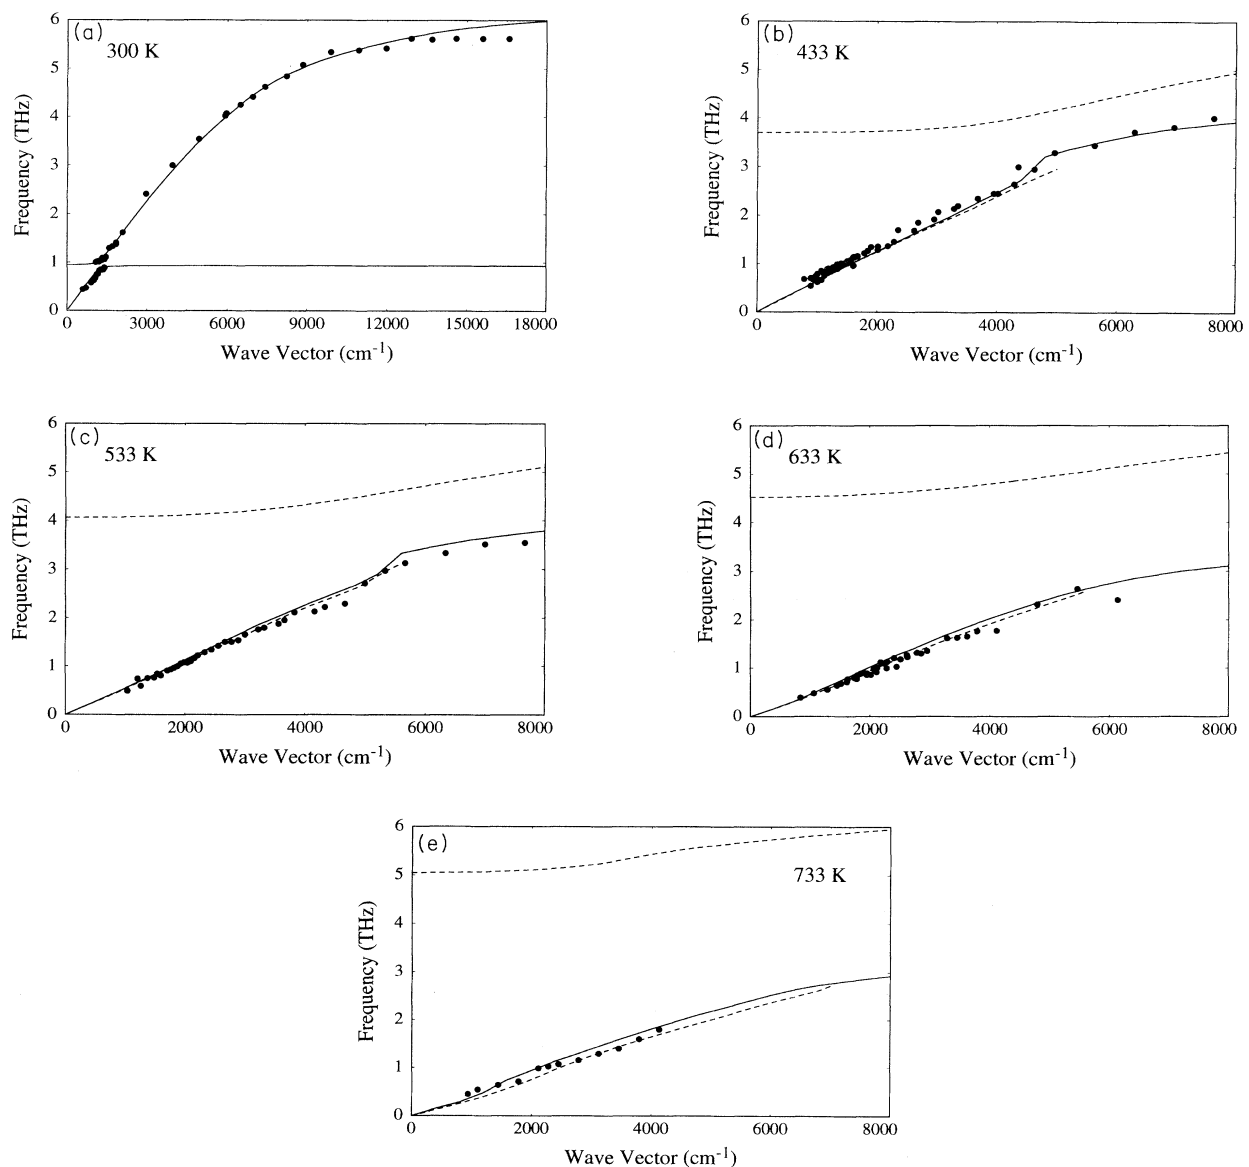 (a)
300 K
Frequency (THz)
6
5
4
3
2
1
0
0 3000 6000 9000 12000 15000 18000
Wave Vector (cm-1)
(b)
433 K
Frequency (THz)
6
5
4
3
2
1
0
0 2000 4000 6000 8000
Wave Vector (cm-1)
(c)
533 K
Frequency (THz)
6
5
4
3
2
1
0
0 2000 4000 6000 8000
Wave Vector (cm-1)
(d)
633 K
Frequency (THz)
6
5
4
3
2
1
0
0 2000 4000 6000 8000
Wave Vector (cm-1)
(e)
733 K
Frequency (THz)
6
5
4
3
2
1
0
0 2000 4000 6000 8000
Wave Vector (cm-1)